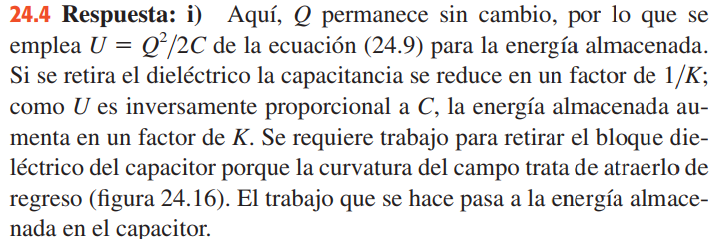 24.4 Respuesta: i) Aquí, Q permanece sin cambio, por lo que se
emplea U = Q²/2C de la ecuación (24.9) para la energía almacenada.
Si se retira el dieléctrico la capacitancia se reduce en un factor de 1/K;
como U es inversamente proporcional a C, la energía almacenada au-
menta en un factor de K. Se requiere trabajo para retirar el bloque die-
léctrico del capacitor porque la curvatura del campo trata de atraerlo de
regreso (figura 24.16). El trabajo que se hace pasa a la energía almace-
nada en el capacitor.